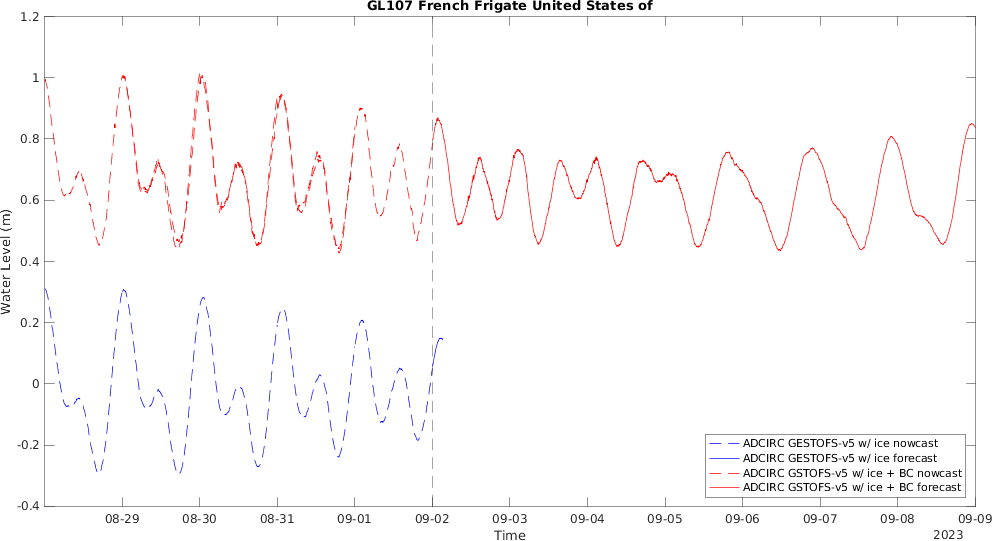 GL107 French Frigate United States of
1.2
1
0.8
0.6
0.4
0.2
0
-0.2
-0.4
Water Level (m)
08-29 08-30 08-31 09-01 09-02 09-03 09-04 09-05 09-06 09-07 09-08 09-09
Time
2023
ADCIRC GESTOFS-v5 w/ ice nowcast
ADCIRC GESTOFS-v5 w/ ice forecast
ADCIRC GSTOFS-v5 w/ ice + BC nowcast
ADCIRC GSTOFS-v5 w/ ice + BC forecast